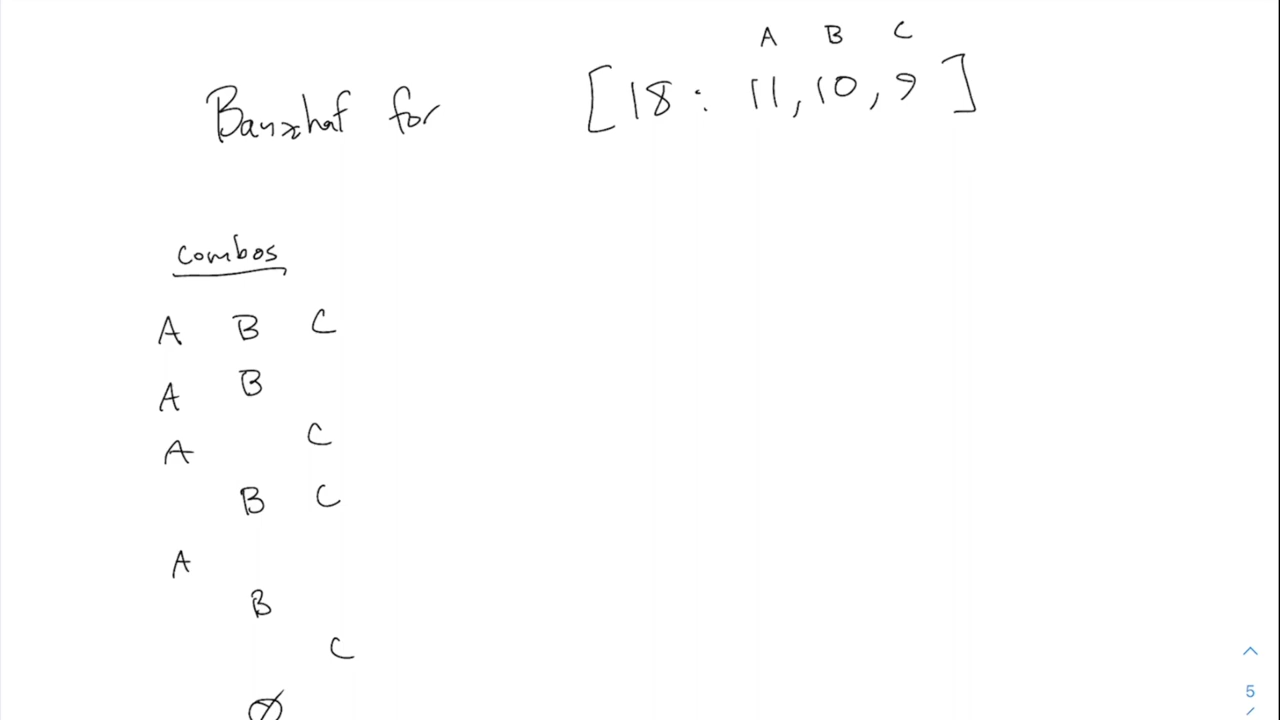 A B C
Banzhaf for [18: 11, 10, 9]
combos
A B C
A B
A C
B C
A
B
C
∅
5